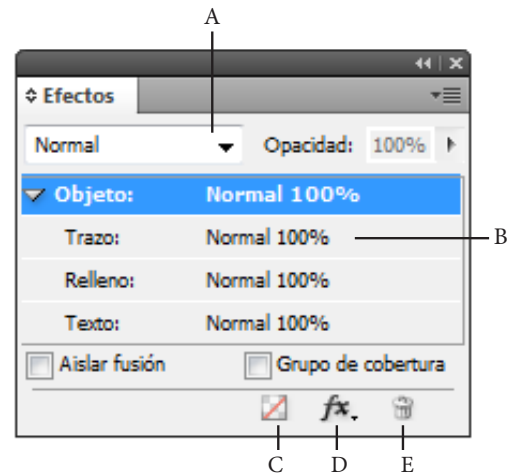 A
Efectos
Normal Opacidad: 100%
Objeto: Normal 100%
Trazo: Normal 100% B
Relleno: Normal 100%
Texto: Normal 100%
Aislar fusión Grupo de cobertura
fx.
C D E